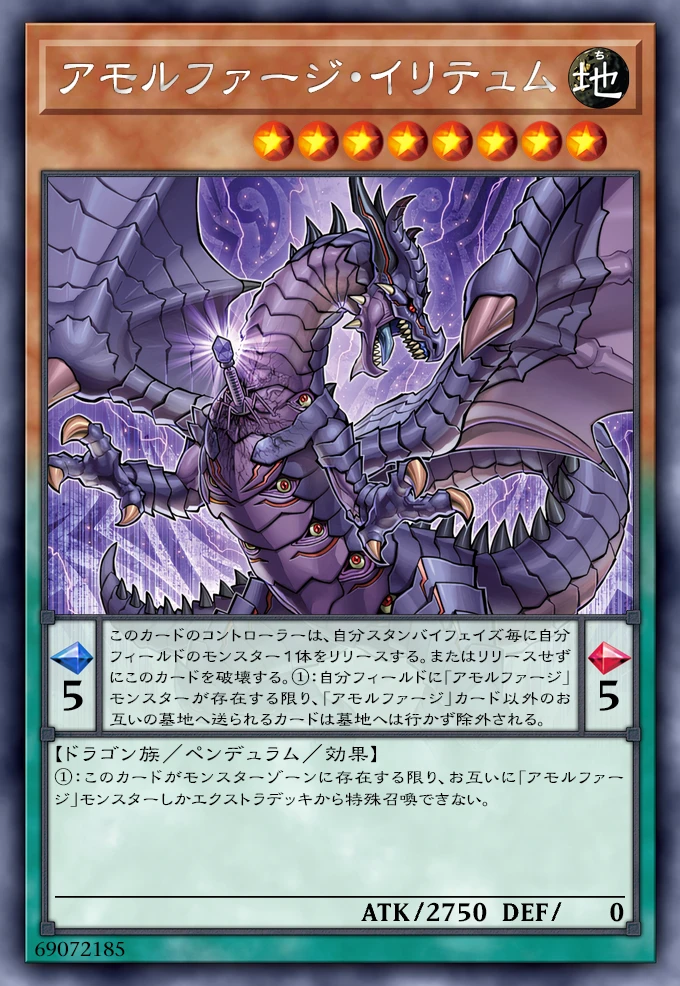 アモルファージ・イリテュム
地
ち
このカードのコントローラーは、自分スタンバイフェイズ毎に自分
フィールドのモンスター1体をリリースする。またはリリースせず
にこのカードを破壊する。①：自分フィールドに「アモルファージ」
モンスターが存在する限り、「アモルファージ」カード以外のお
互いの墓地へ送られるカードは墓地へは行かず除外される。
5
5
【ドラゴン族／ペンデュラム／効果】
①：このカードがモンスターゾーンに存在する限り、お互いに「アモルファー
ジ」モンスターしかエクストラデッキから特殊召喚できない。
ATK/2750 DEF/ 0
69072185